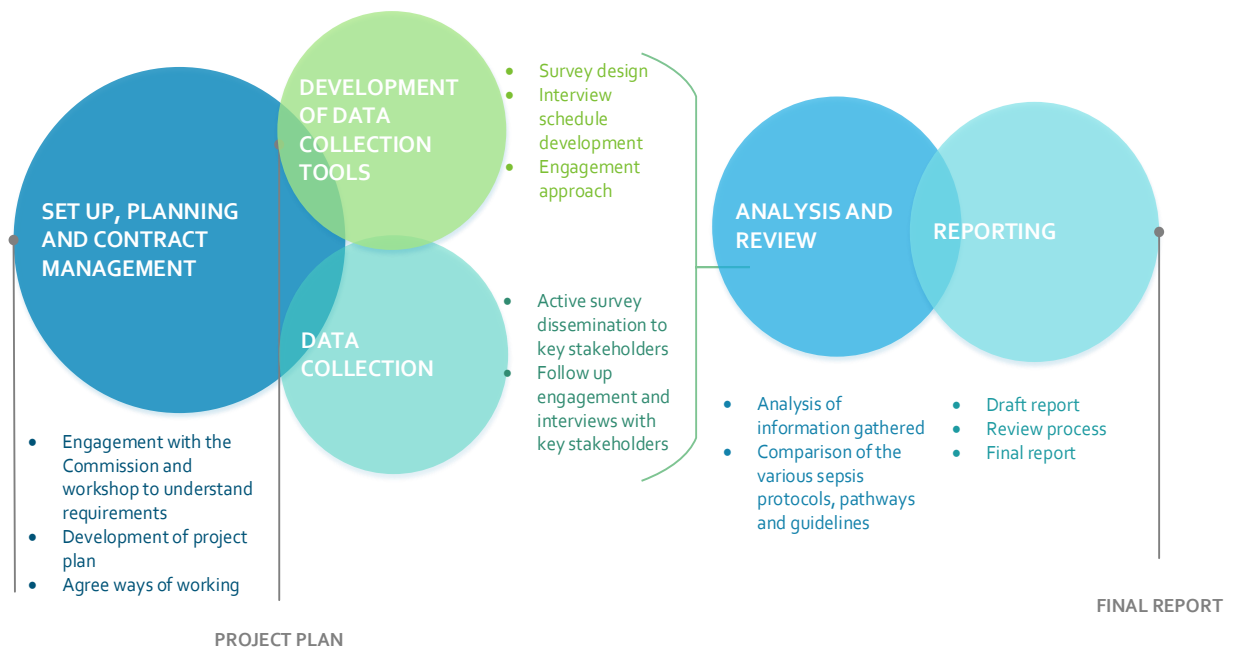 SET UP, PLANNING
AND CONTRACT
MANAGEMENT
• Engagement with the
Commission and
workshop to understand
requirements
• Development of project
plan
• Agree ways of working
PROJECT PLAN
DEVELOPMENT
OF DATA
COLLECTION
TOOLS
• Survey design
• Interview
schedule
development
• Engagement
approach
DATA
COLLECTION
• Active survey
dissemination to
key stakeholders
• Follow up
engagement and
interviews with
key stakeholders
ANALYSIS AND
REVIEW
• Analysis of
information gathered
• Comparison of the
various sepsis
protocols, pathways
and guidelines
REPORTING
• Draft report
• Review process
• Final report
FINAL REPORT